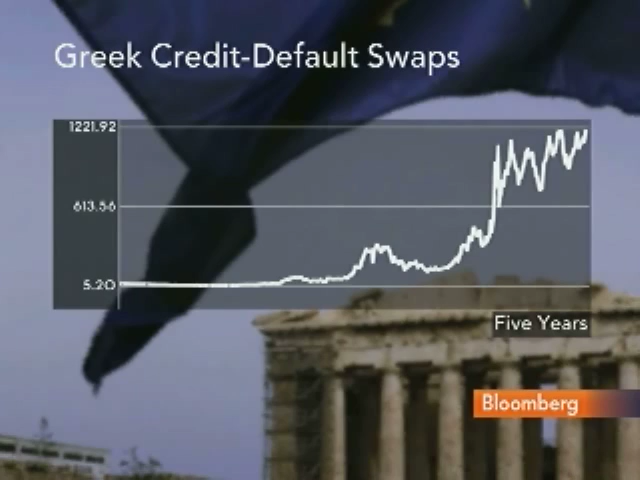 Greek Credit-Default Swaps
1221.92
613.56
5.20
Five Years
Bloomberg